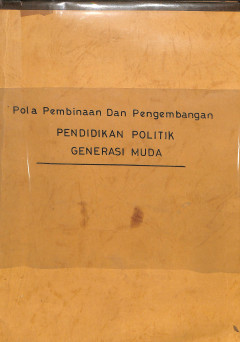 Pola Pembinaan Dan Pengembangan
PENDIDIKAN POLITIK
GENERASI MUDA